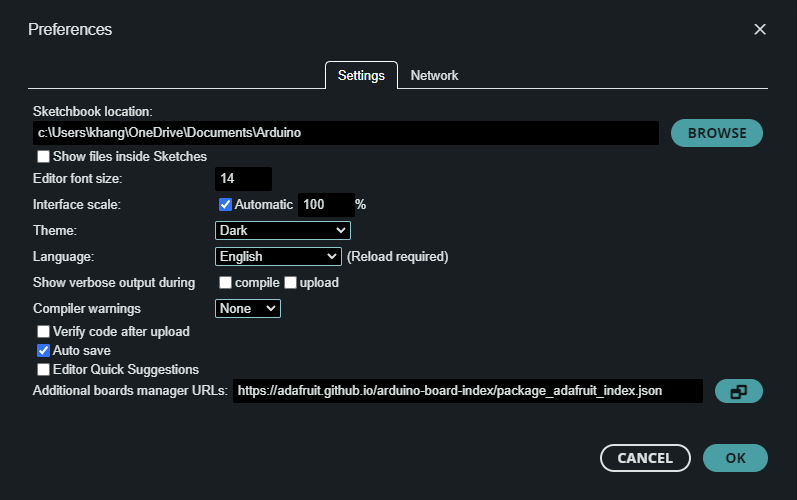 Preferences
Settings Network
Sketchbook location:
c:\Users\khang\OneDrive\Documents\Arduino BROWSE
Show files inside Sketches
Editor font size: 14
Interface scale: Automatic 100 %
Theme: Dark
Language: English (Reload required)
Show verbose output during compile upload
Compiler warnings None
Verify code after upload
Auto save
Editor Quick Suggestions
Additional boards manager URLs: https://adafruit.github.io/arduino-board-index/package_adafruit_index.json
CANCEL OK